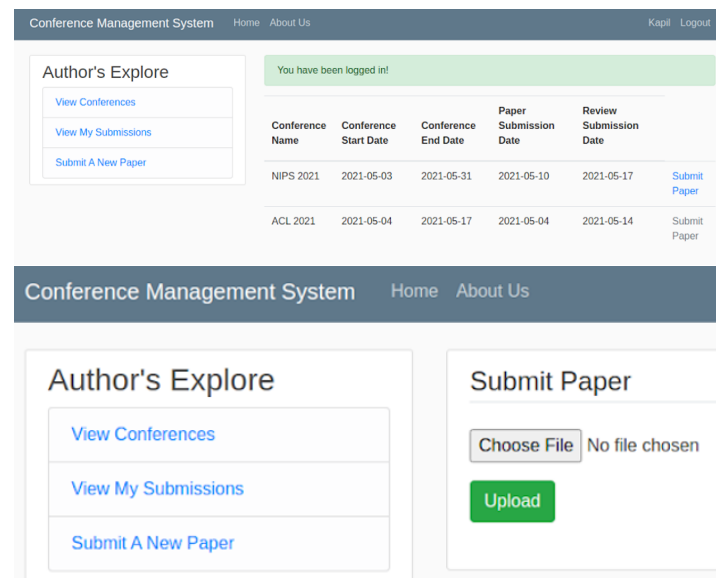 Conference Management System Home About Us Kapil Logout
Author's Explore
View Conferences
View My Submissions
Submit A New Paper
You have been logged in!
Conference Name Conference Start Date Conference End Date Paper Submission Date Review Submission Date
NIPS 2021 2021-05-03 2021-05-31 2021-05-10 2021-05-17 Submit Paper
ACL 2021 2021-05-04 2021-05-17 2021-05-04 2021-05-14 Submit Paper
Conference Management System Home About Us
Author's Explore
View Conferences
View My Submissions
Submit A New Paper
Submit Paper
Choose File No file chosen
Upload